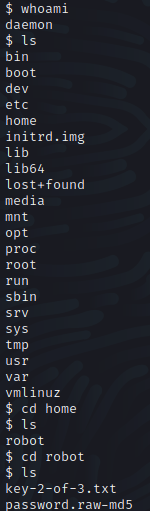 $ whoami
daemon
$ ls
bin
boot
dev
etc
home
initrd.img
lib
lib64
lost+found
media
mnt
opt
proc
root
run
sbin
srv
sys
tmp
usr
var
vmlinuz
$ cd home
$ ls
robot
$ cd robot
$ ls
key-2-of-3.txt
password.raw-md5